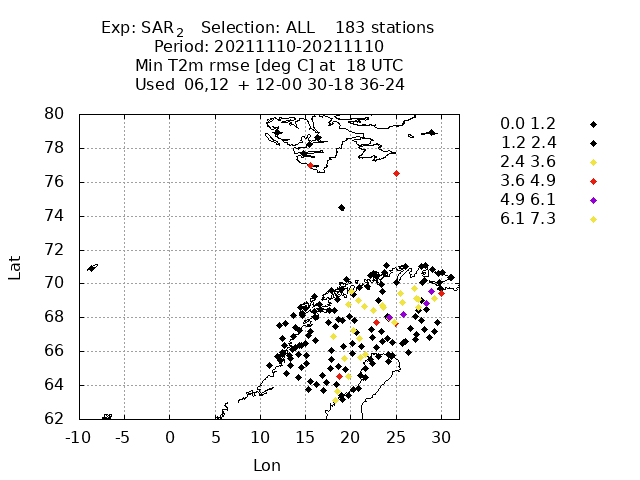 Exp: SAR2 Selection: ALL 183 stations
Period: 20211110-20211110
Min T2m rmse [deg C] at 18 UTC
Used 06,12 + 12-00 30-18 36-24
0.0 1.2
1.2 2.4
2.4 3.6
3.6 4.9
4.9 6.1
6.1 7.3
80
78
76
74
72
70
68
66
64
62
Lat
-10 -5 0 5 10 15 20 25 30
Lon